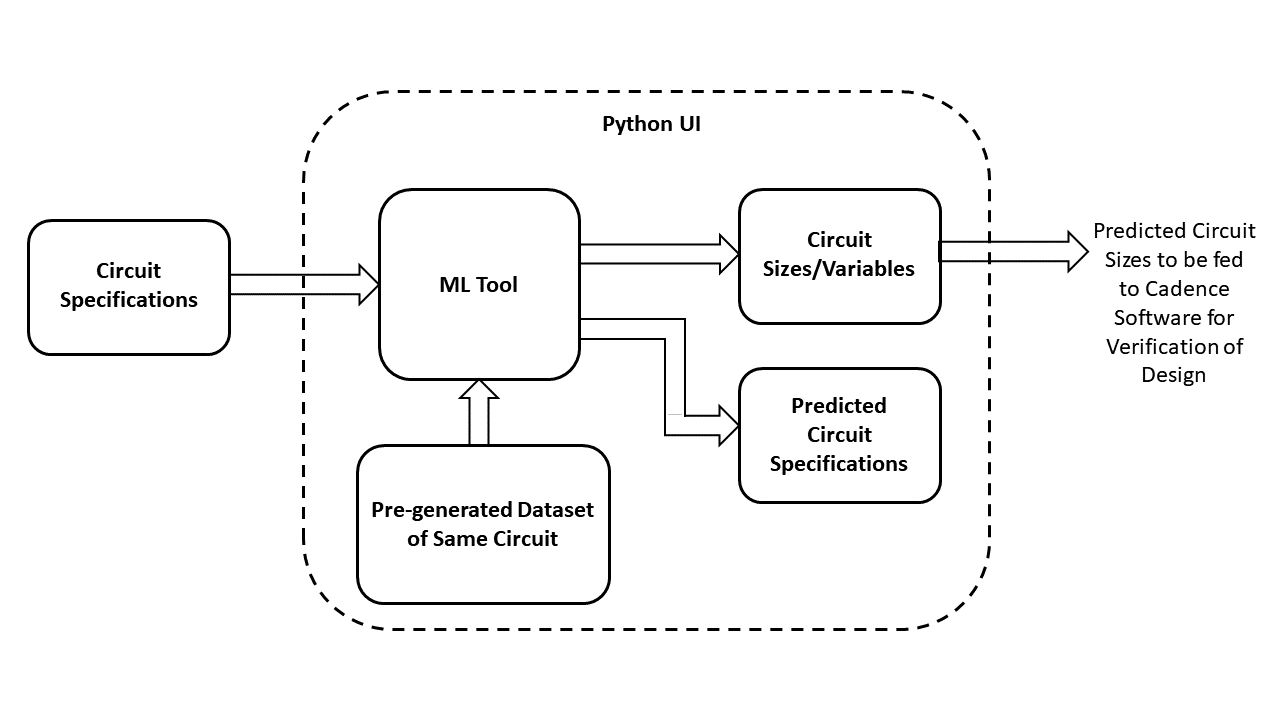 Python UI
Circuit
Specifications
ML Tool
Circuit
Sizes/Variables
Predicted Circuit
Sizes to be fed
to Cadence
Software for
Verification of
Design
Predicted
Circuit
Specifications
Pre-generated Dataset
of Same Circuit